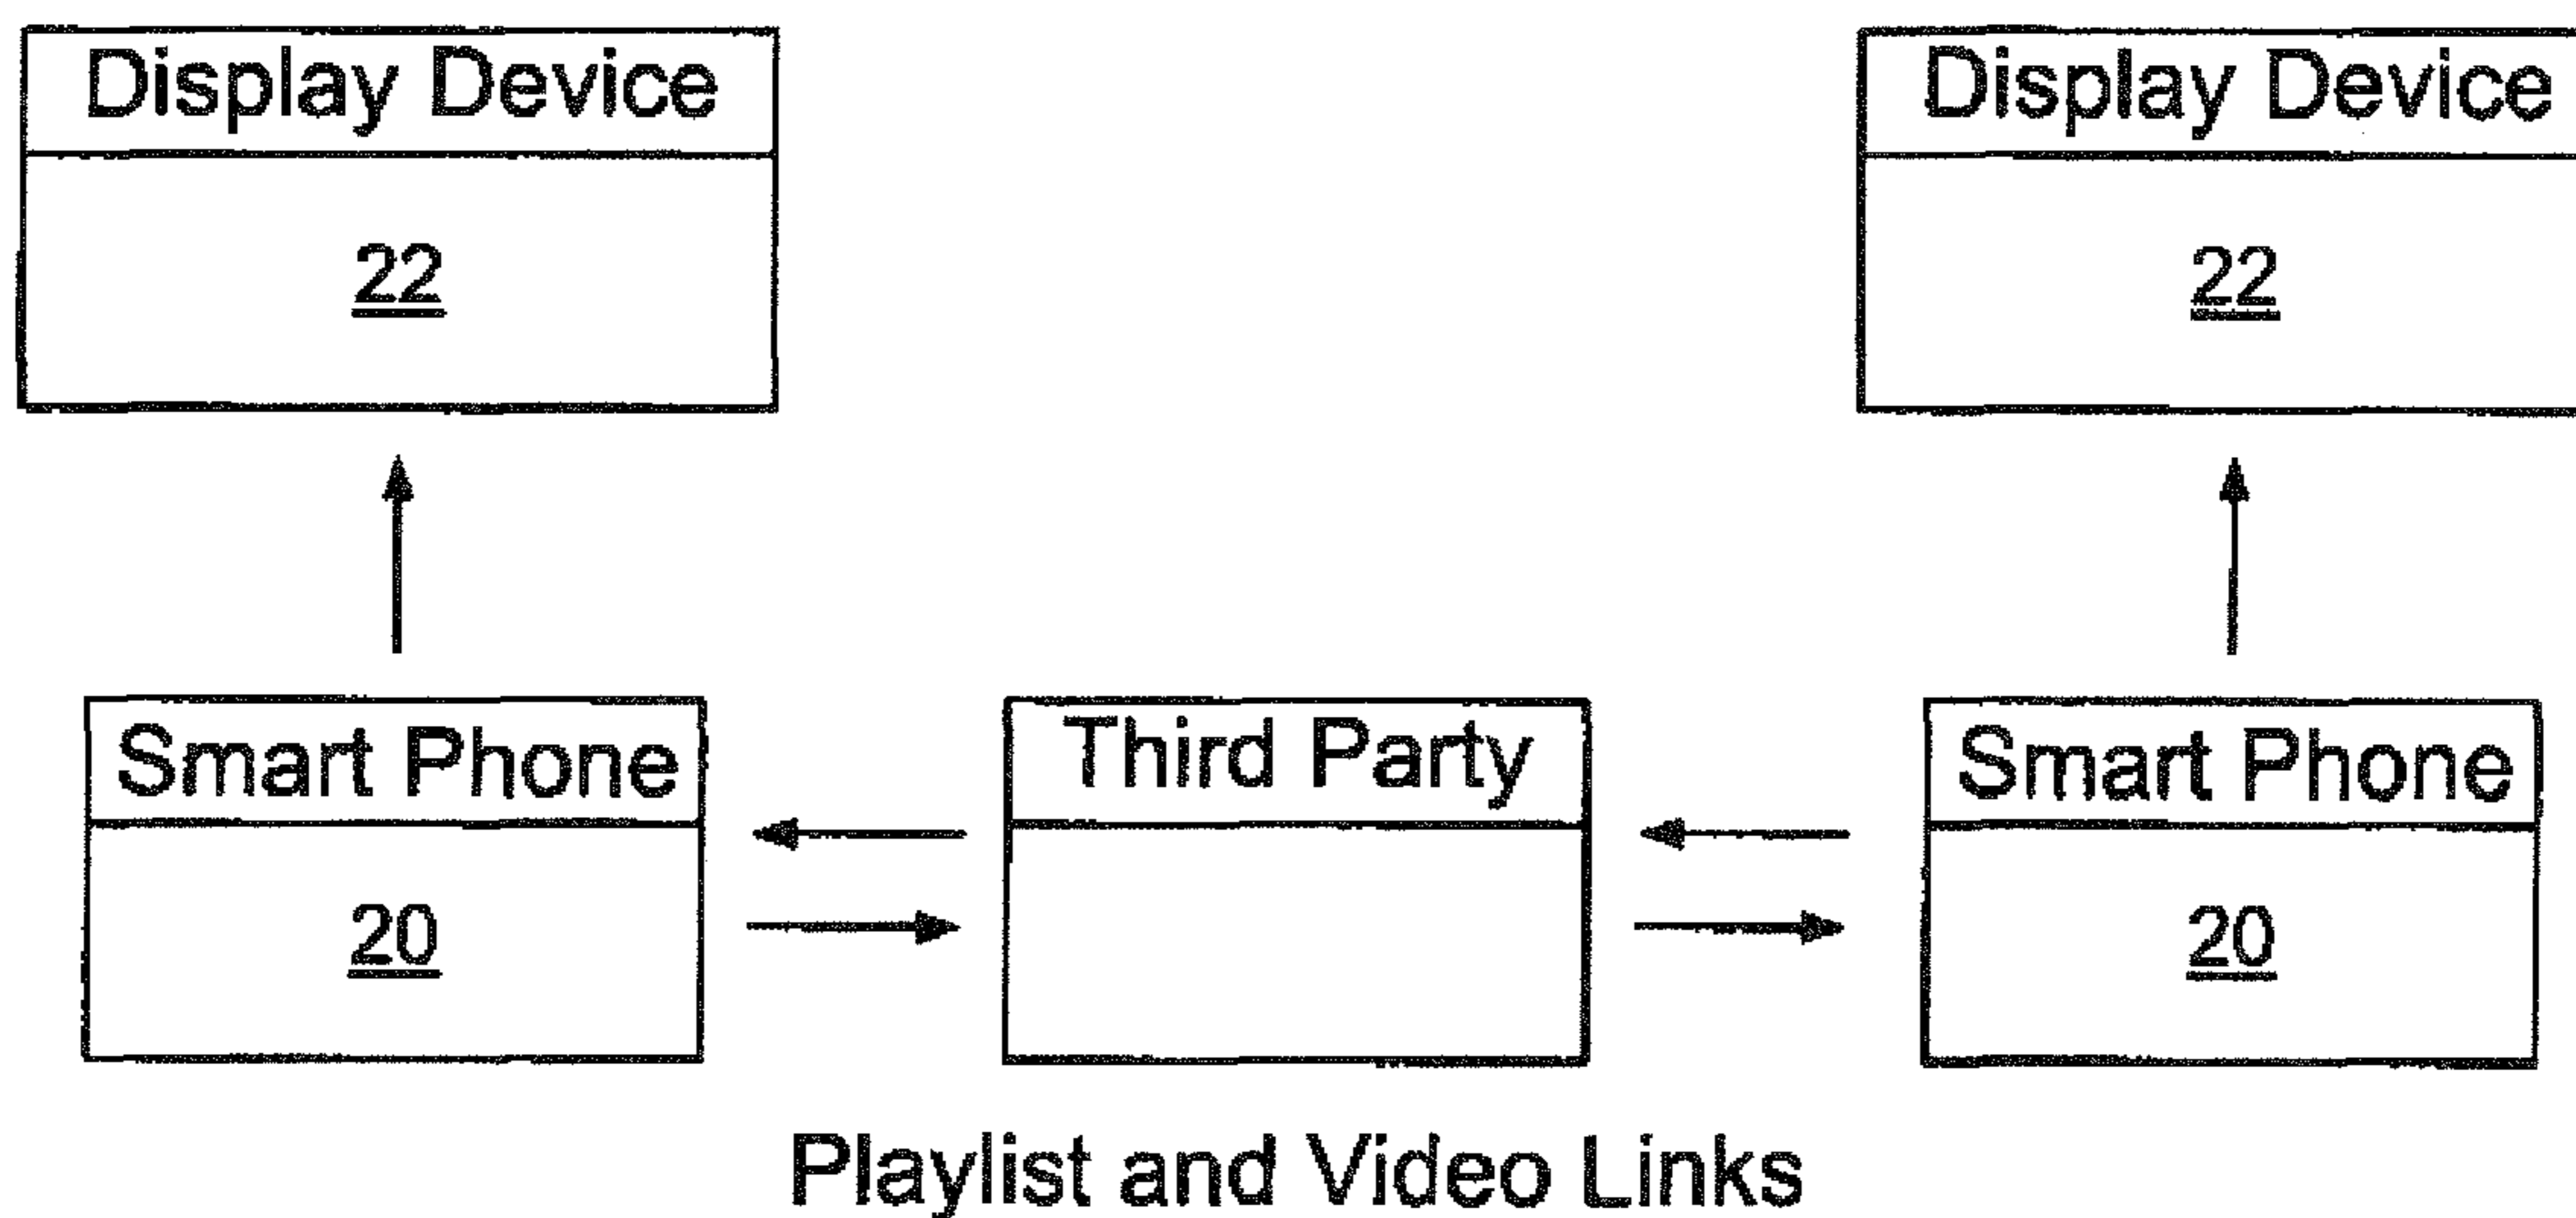 Display Device
Display Device
22
22
Smart Phone
Third Party
Smart Phone
20
20
Playlist and Video Links